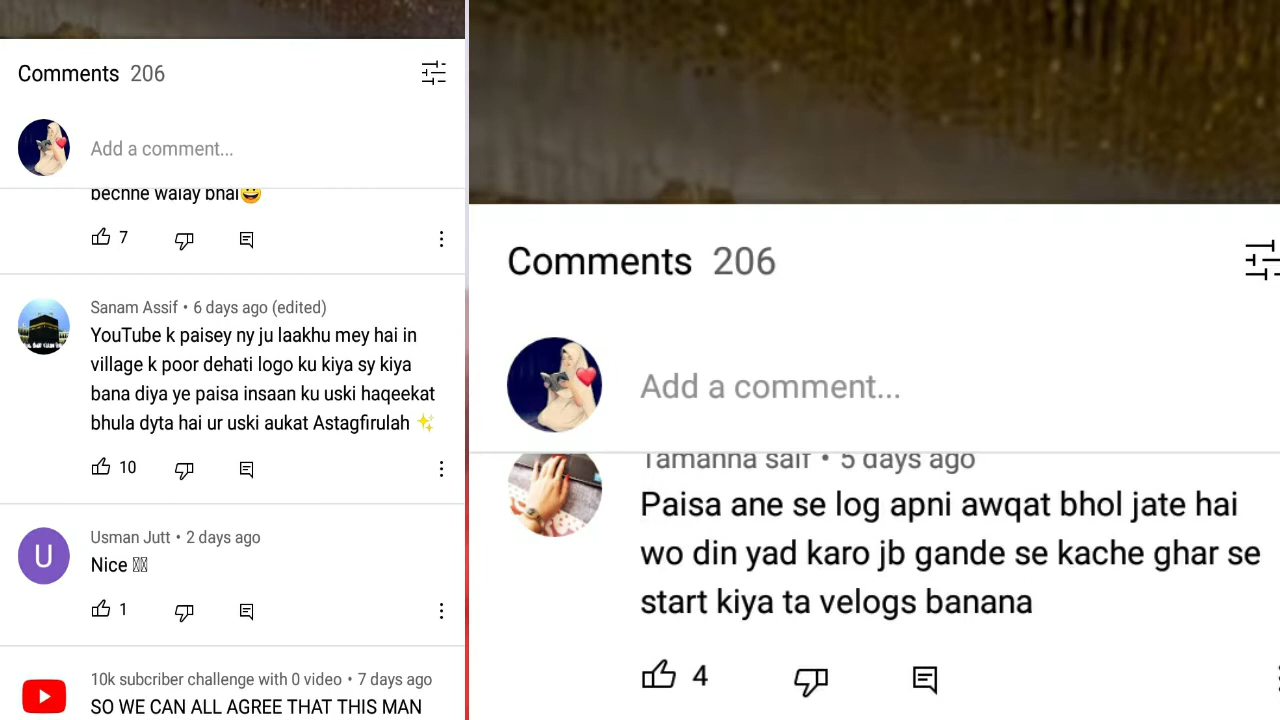 Comments 206
Add a comment...
bechne walay bhai😀
7
Sanam Assif • 6 days ago (edited)
YouTube k paisey ny ju laakhu mey hai in
village k poor dehati logo ku kiya sy kiya
bana diya ye paisa insaan ku uski haqeekat
bhula dyta hai ur uski aukat Astagfirulah ✨
10
U
Usman Jutt • 2 days ago
Nice
1
10k subcriber challenge with 0 video • 7 days ago
SO WE CAN ALL AGREE THAT THIS MAN
Comments 206
Add a comment...
Tamanna saif • 5 days ago
Paisa ane se log apni awqat bhol jate hai
wo din yad karo jb gande se kache ghar se
start kiya ta velogs banana
4